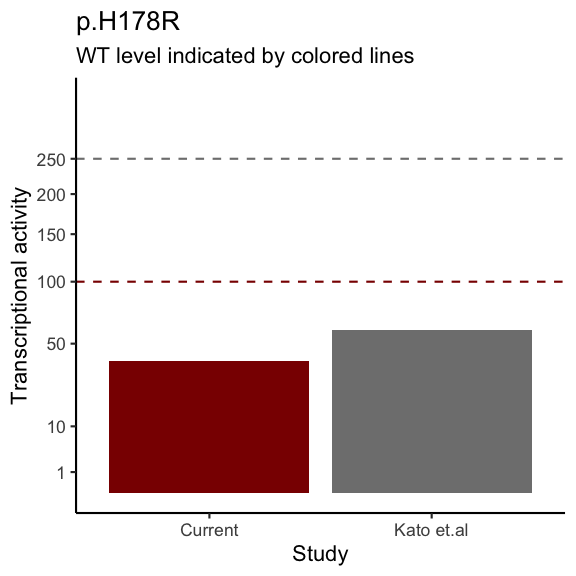 p.H178R
WT level indicated by colored lines
Transcriptional activity
250
200
150
100
50
10
1
Current
Kato et.al
Study